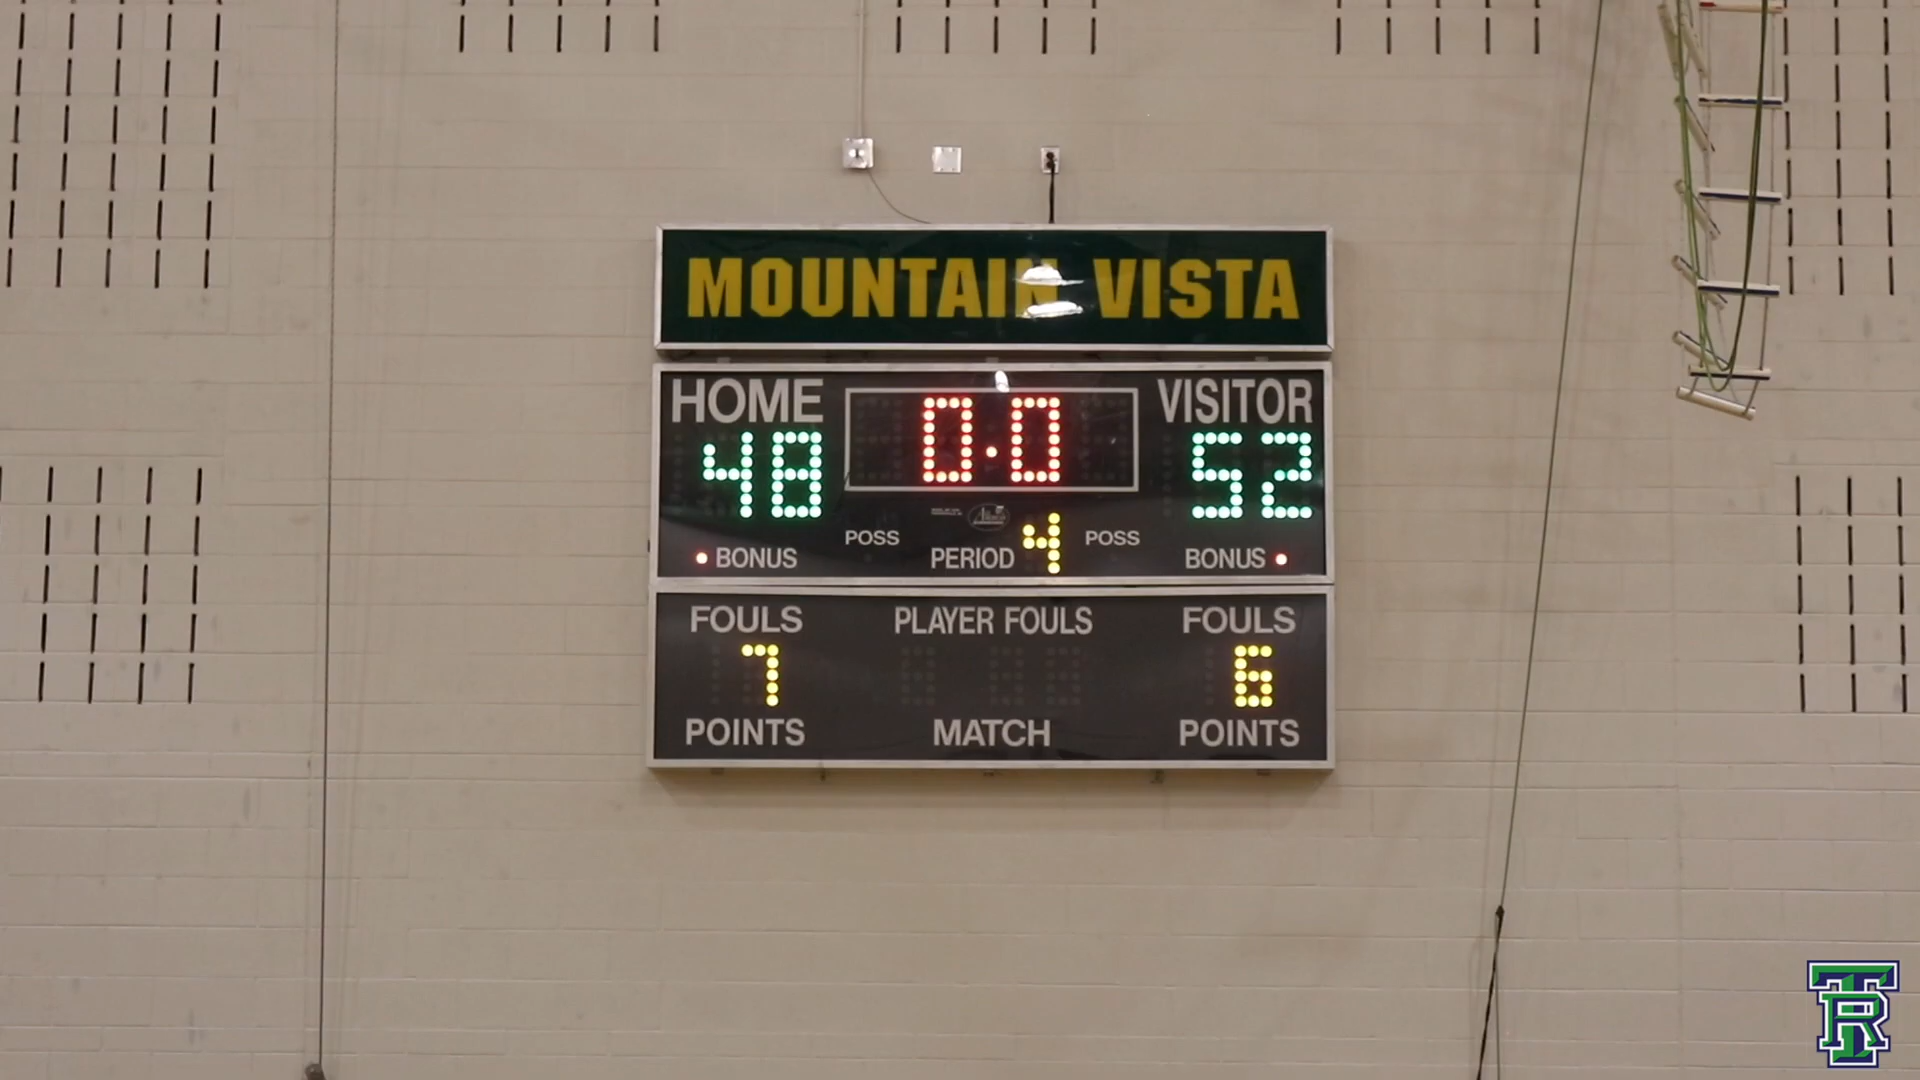 MOUNTAIN VISTA
HOME 0.0 VISITOR
48 52
POSS POSS
BONUS PERIOD 4 BONUS
FOULS PLAYER FOULS FOULS
7 6
POINTS MATCH POINTS
TR